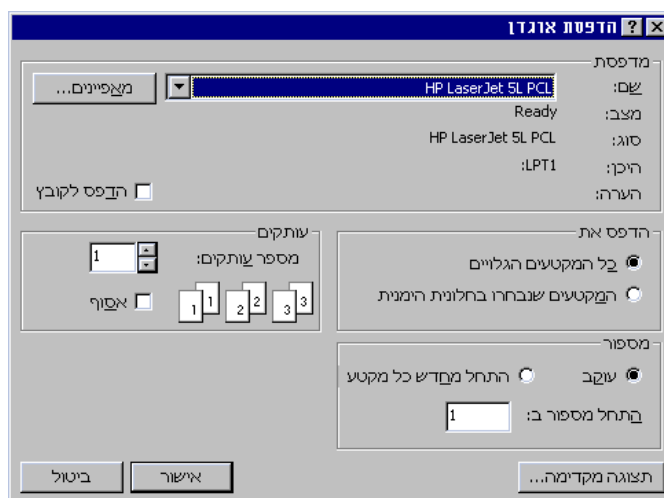 הדפסת אוגדן
מדפסת
שם: HP LaserJet 5L PCL מאפיינים...
מצב: Ready
סוג: HP LaserJet 5L PCL
היכן: LPT1:
הערה: הדפס לקובץ
הדפס את
כל המקטעים הגלויים
המקטעים שנבחרו בחלונית הימנית
עותקים
מספר עותקים: 1
1 1 2 2 3 3 אסוף
מספור
עוקב התחל מחדש כל מקטע
התחל מספור ב: 1
תצוגה מקדימה... אישור ביטול